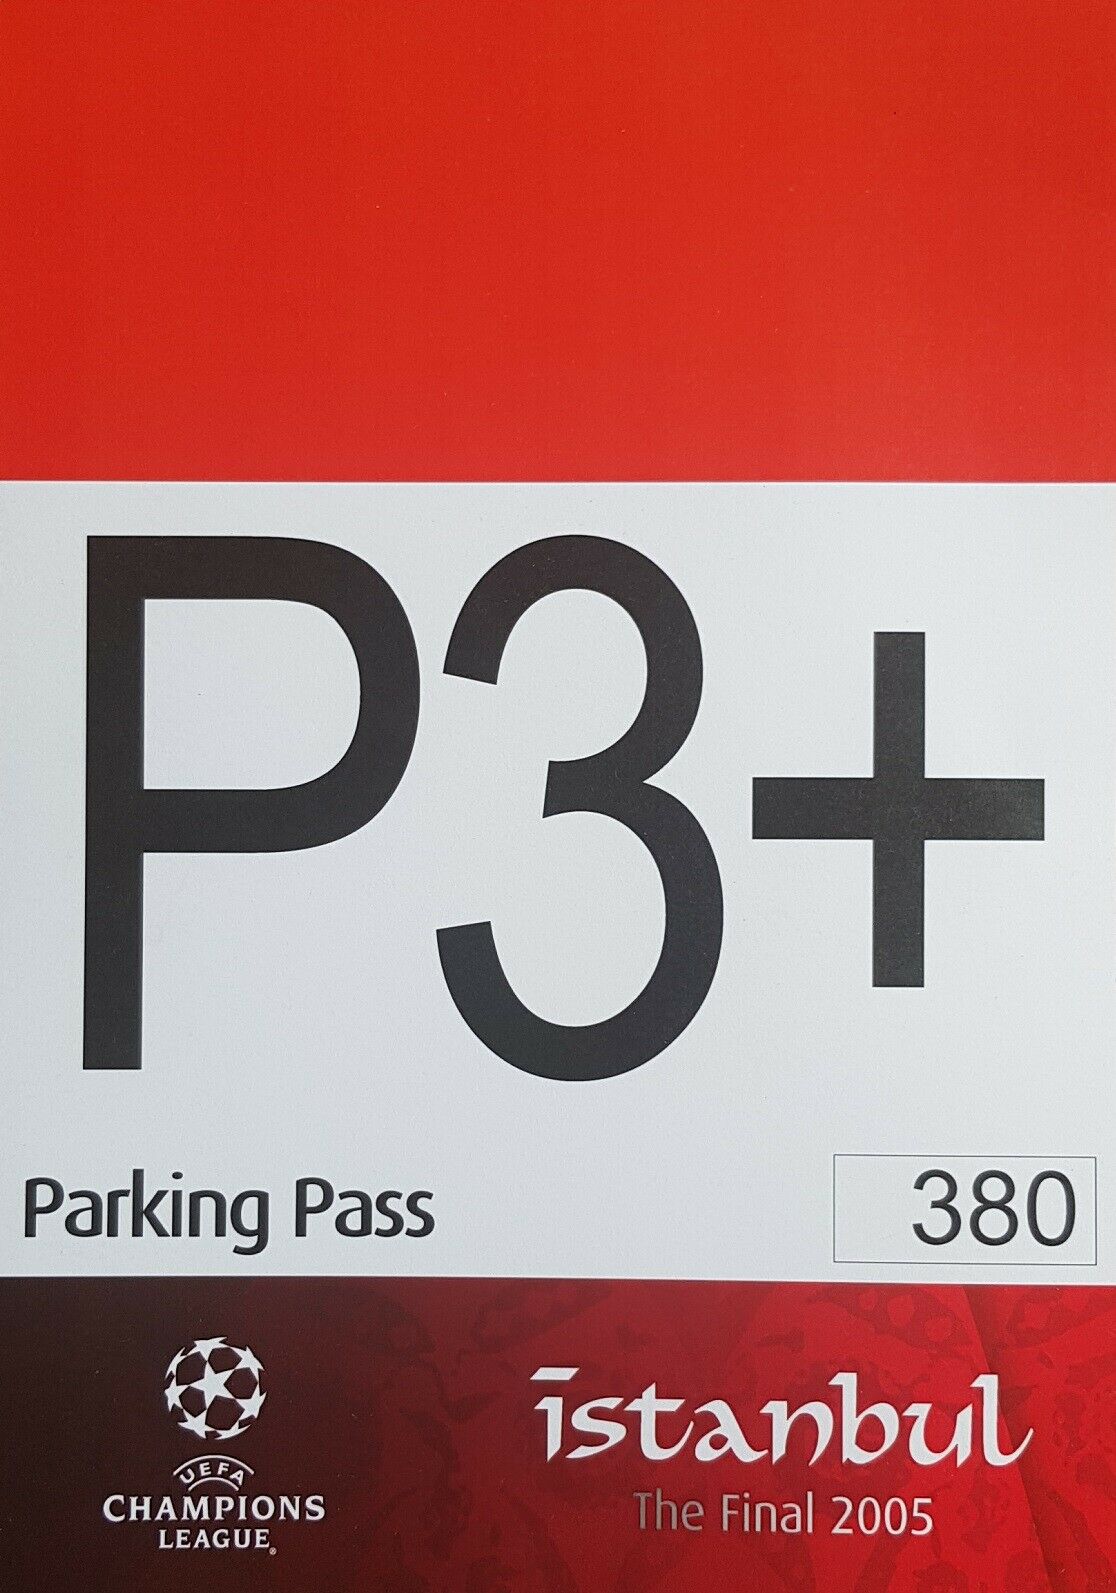 P3+
Parking Pass
380
UEFA
CHAMPIONS
LEAGUE®
istanbul
The Final 2005